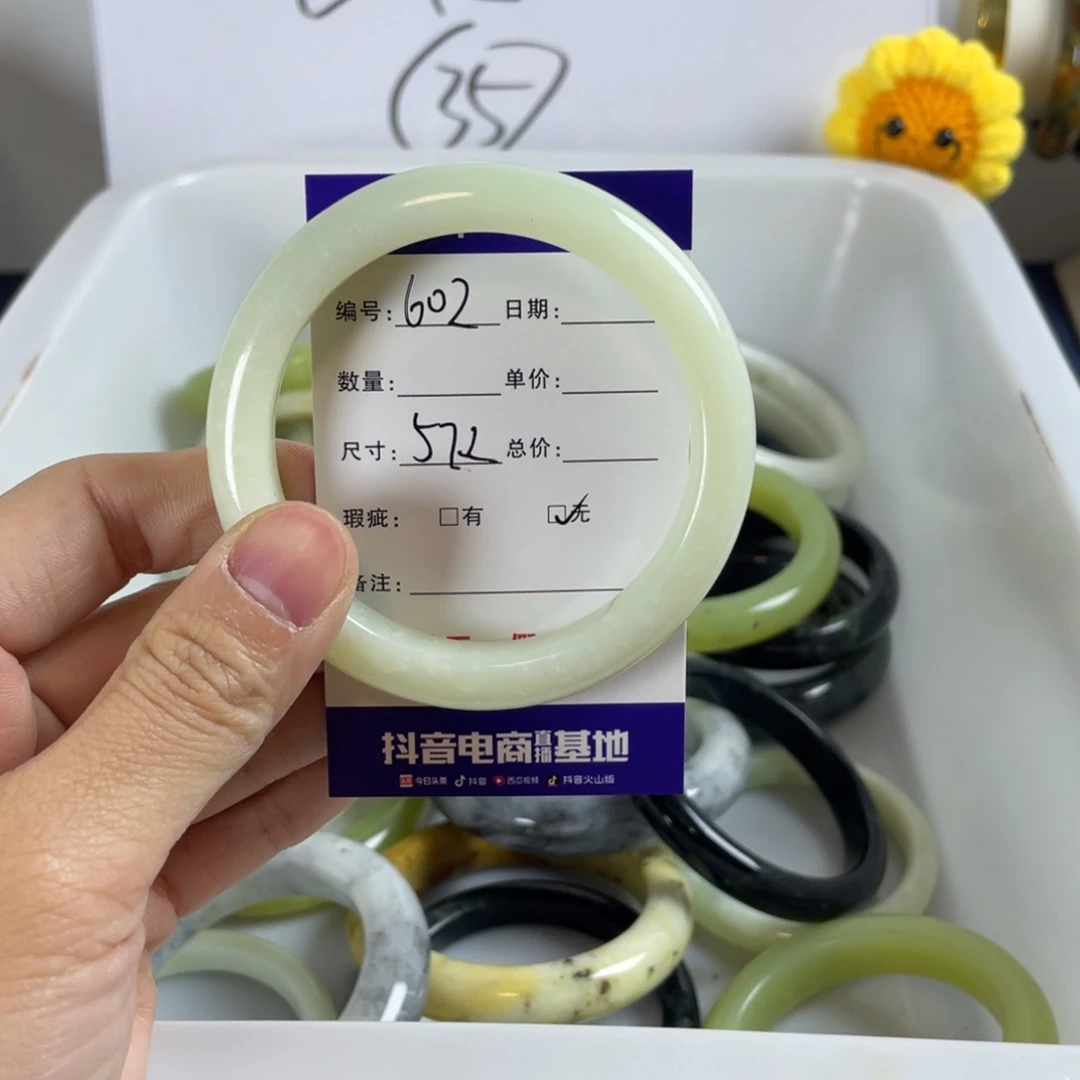 (35)
编号: 602 日期:
数量: 单价:
尺寸: 572 总价:
瑕疵: □有 ☑无
备注:
抖音电商直播基地
今日头条 抖音 西瓜视频 抖音火山版